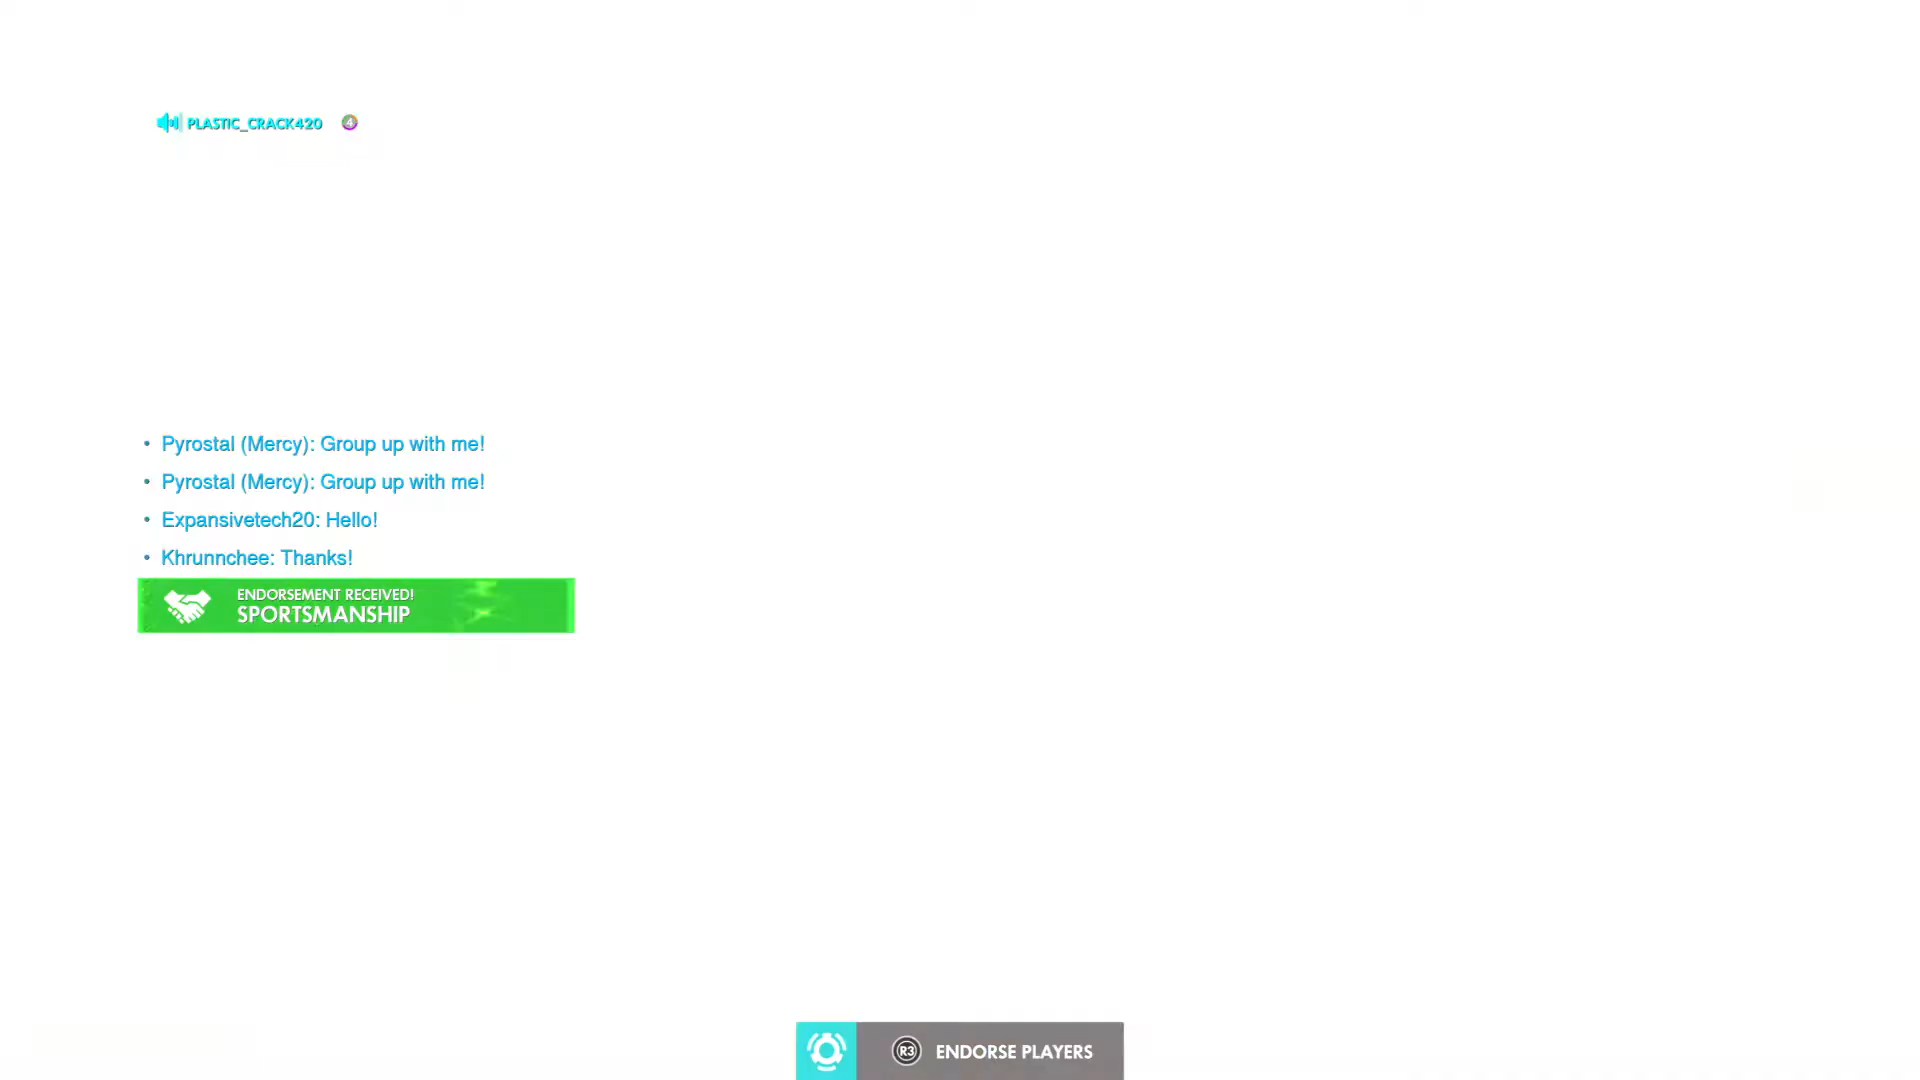 PLASTIC_CRACK420
• Pyrostal (Mercy): Group up with me!
• Pyrostal (Mercy): Group up with me!
• Expansivetech20: Hello!
• Khrunnchee: Thanks!
ENDORSEMENT RECEIVED!
SPORTSMANSHIP
R3 ENDORSE PLAYERS